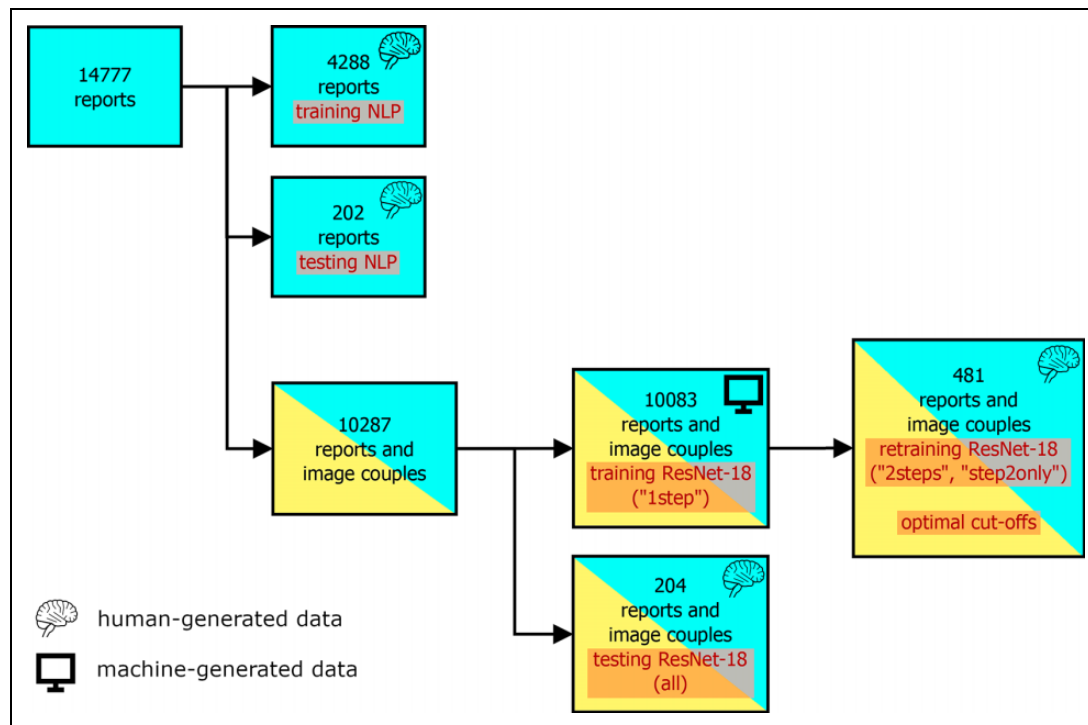 14777
reports
4288
reports
training NLP
202
reports
testing NLP
10287
reports and
image couples
10083
reports and
image couples
training ResNet-18
("1step")
481
reports and
image couples
retraining ResNet-18
("2steps", "step2only")
optimal cut-offs
204
reports and
image couples
testing ResNet-18
(all)
human-generated data
machine-generated data